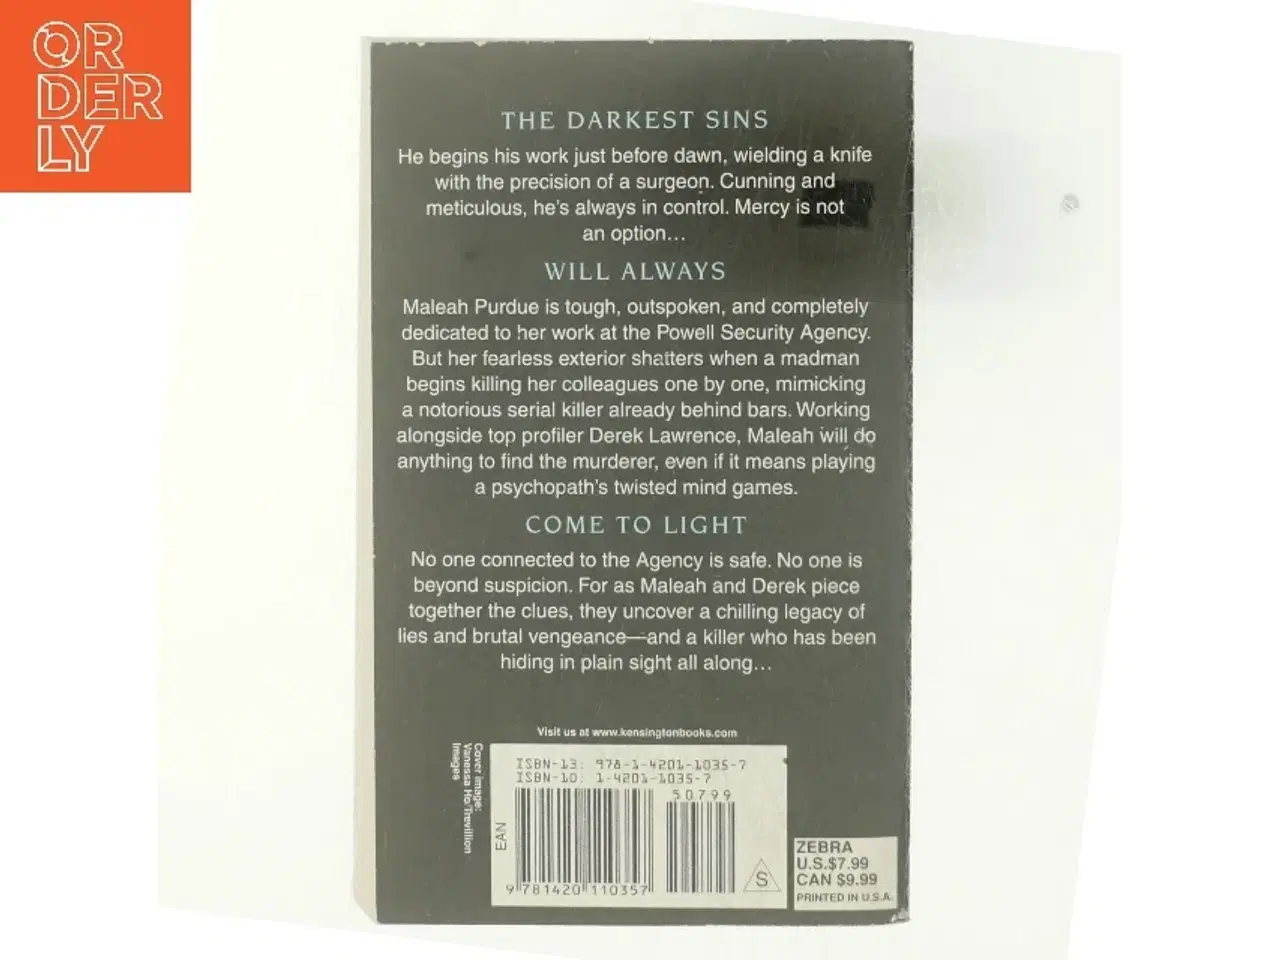 ORDERLY
THE DARKEST SINS
He begins his work just before dawn, wielding a knife
with the precision of a surgeon. Cunning and
meticulous, he's always in control. Mercy is not
an option...
WILL ALWAYS
Maleah Purdue is tough, outspoken, and completely
dedicated to her work at the Powell Security Agency.
But her fearless exterior shatters when a madman
begins killing her colleagues one by one, mimicking
a notorious serial killer already behind bars. Working
alongside top profiler Derek Lawrence, Maleah will do
anything to find the murderer, even if it means playing
a psychopath's twisted mind games.
COME TO LIGHT
No one connected to the Agency is safe. No one is
beyond suspicion. For as Maleah and Derek piece
together the clues, they uncover a chilling legacy of
lies and brutal vengeance—and a killer who has been
hiding in plain sight all along...
Visit us at www.kensingtonbooks.com
Cover image:
Vanessa Ho/Trevillion
Images
ISBN-13: 978-1-4201-1035-7
ISBN-10: 1-4201-1035-7
50799
EAN
9 781420 110357
S
ZEBRA
U.S.$7.99
CAN $9.99
PRINTED IN U.S.A.